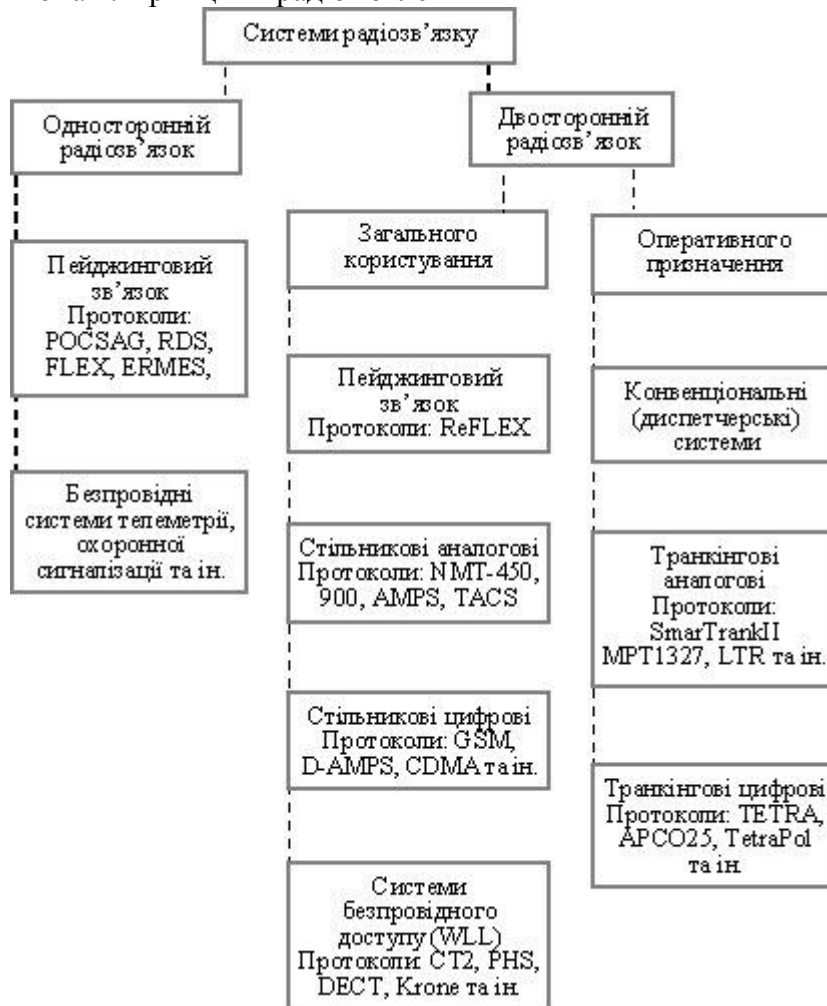 Системи радіозв’язку
Односторонній
радіозв’язок
Двосторонній
радіозв’язок
Пейджинговий
зв’язок
Протоколи:
POCSAG, RDS,
FLEX, ERMES,
Безпровідні
системи телеметрії,
охоронної
сигналізації та ін.
Загального
користування
Пейджинговий
зв’язок
Протоколи: ReFLEX
Стільникові аналогові
Протоколи: NMT-450,
900, AMPS, TACS
Стільникові цифрові
Протоколи: GSM,
D-AMPS, CDMA та ін.
Системи
безпровідного
доступу (WLL)
Протоколи: CT2, PHS,
DECT, Krone та ін
Оперативного
призначення
Конвенціональні
(диспетчерські)
системи
Транкінгові
аналогові
Протоколи:
SmarTrankII
MPT1327, LTR та ін.
Транкінгові цифрові
Протоколи: TETRA,
APCO25, TetraPol
та ін